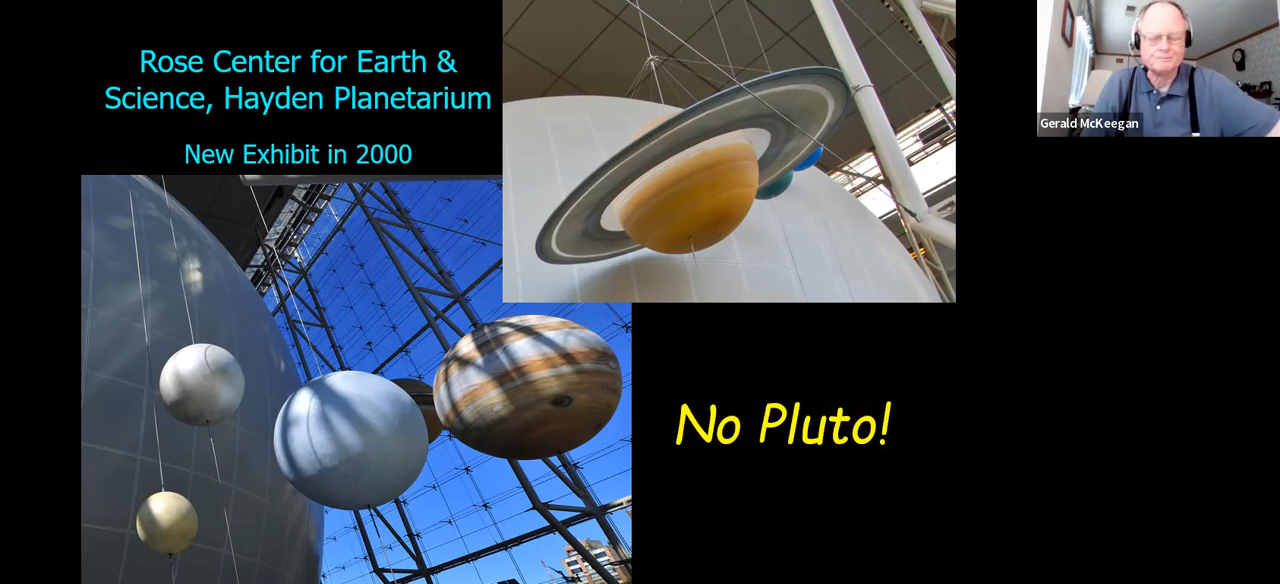 Rose Center for Earth &
Science, Hayden Planetarium
New Exhibit in 2000
Gerald McKeegan
No Pluto!